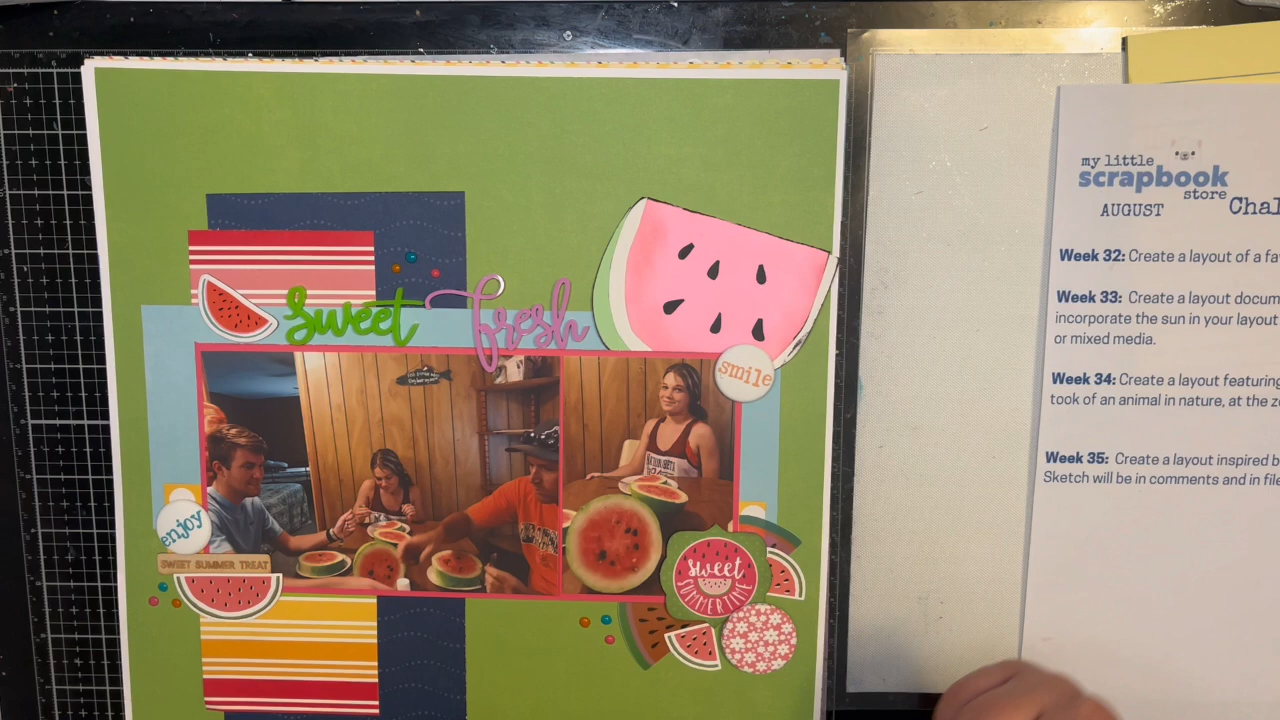 Sweet Fresh
smile
enjoy
SWEET SUMMER TREAT
sweet
SUMMERTIME
my little
scrapbook
store
AUGUST
Week 32: Create a layout of a fa
Week 33: Create a layout docum
incorporate the sun in your layout
or mixed media.
Week 34: Create a layout featuring
took of an animal in nature, at the z
Week 35: Create a layout inspired b
Sketch will be in comments and in file